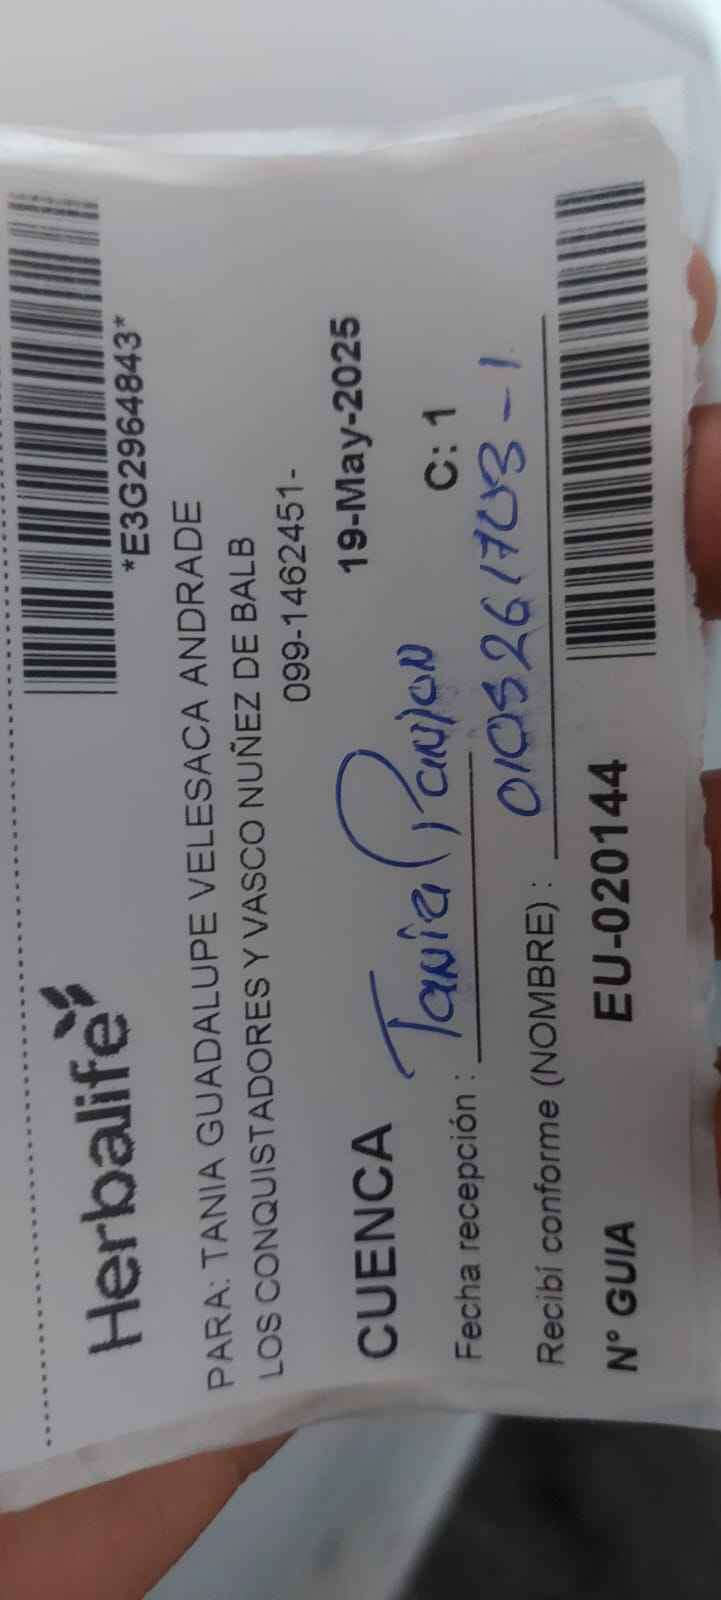 Herbalife
*E3G2964843*
PARA: TANIA GUADALUPE VELESACA ANDRADE
LOS CONQUISTADORES Y VASCO NUÑEZ DE BALB
099-1462451-
CUENCA 19-May-2025
Fecha recepción : Tania C: 1
Recibí conforme (NOMBRE) : 0105261703-1
N° GUIA EU-020144